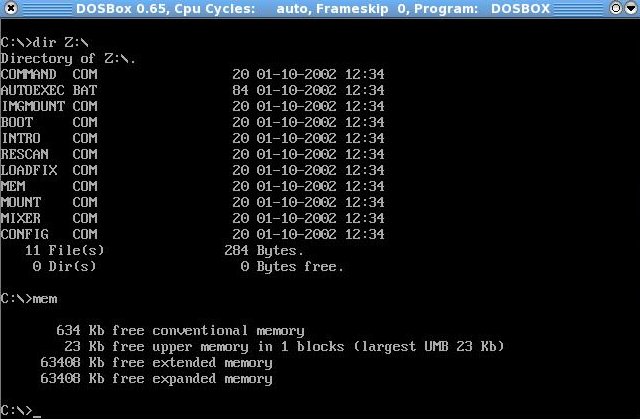 DOSBox 0.65, Cpu Cycles:    auto, Frameskip  0, Program:   DOSBOX
C:\>dir Z:\
Directory of Z:\.
COMMAND  COM                 20 01-10-2002 12:34
AUTOEXEC BAT                 84 01-10-2002 12:34
IMGMOUNT COM                 20 01-10-2002 12:34
BOOT     COM                 20 01-10-2002 12:34
INTRO    COM                 20 01-10-2002 12:34
RESCAN   COM                 20 01-10-2002 12:34
LOADFIX  COM                 20 01-10-2002 12:34
MEM      COM                 20 01-10-2002 12:34
MOUNT    COM                 20 01-10-2002 12:34
MIXER    COM                 20 01-10-2002 12:34
CONFIG   COM                 20 01-10-2002 12:34
   11 File(s)               284 Bytes.
    0 Dir(s)                  0 Bytes free.
C:\>mem
       634 Kb free conventional memory
        23 Kb free upper memory in 1 blocks (largest UMB 23 Kb)
     63408 Kb free extended memory
     63408 Kb free expanded memory
C:\>_